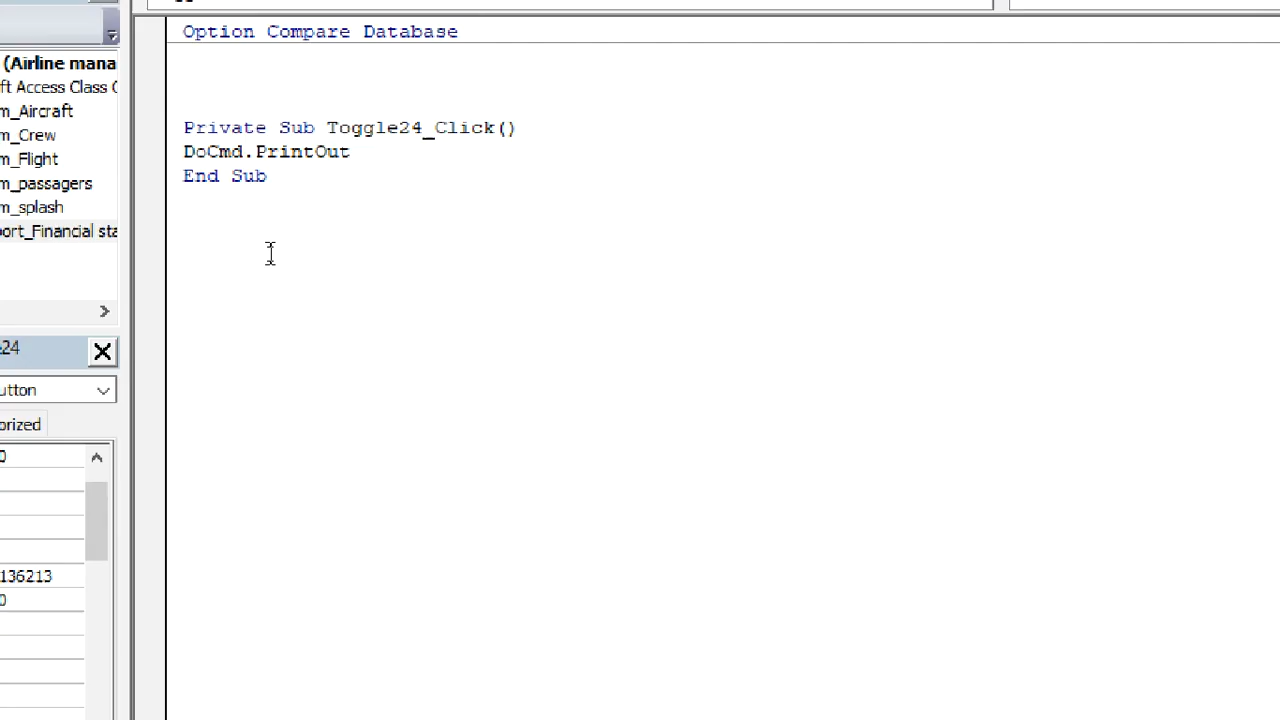 Option Compare Database
(Airline mana
ft Access Class
m_Aircraft
m_Crew
m_Flight
m_passagers
m_splash
ort_Financial sta
24
utton
orized
0
136213
0
Private Sub Toggle24_Click()
DoCmd.PrintOut
End Sub